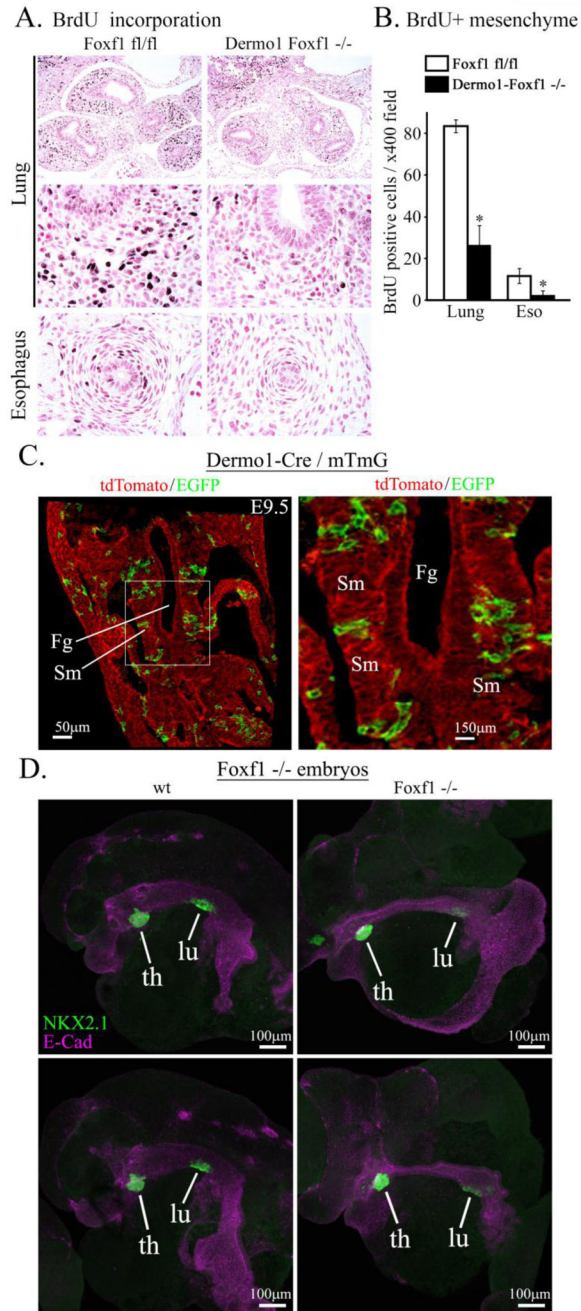 A. BrdU incorporation
Foxf1 fl/fl
Dermo1 Foxf1 -/-
Lung
Esophagus
B. BrdU+ mesenchyme
Foxf1 fl/fl
Dermo1-Foxf1 -/-
BrdU positive cells / x400 field
80
60
40
20
0
*
*
Lung
Eso
C. Dermo1-Cre / mTmG
tdTomato/EGFP
tdTomato/EGFP
E9.5
Fg
Sm
50μm
Sm
Fg
Sm
Sm
150μm
D. Foxf1 -/- embryos
wt
Foxf1 -/-
th
lu
NKX2.1
E-Cad
100μm
th
lu
100μm
th
lu
100μm
th
lu
100μm